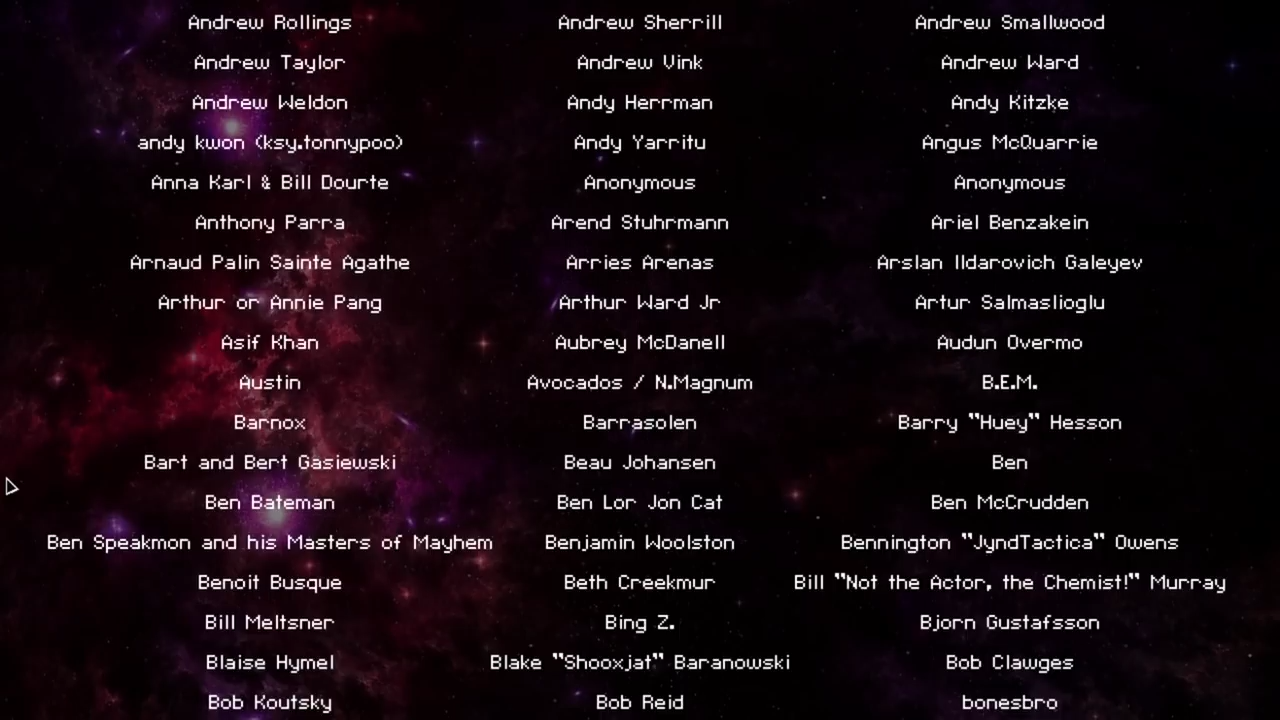 Andrew Rollings Andrew Sherrill Andrew Smallwood
Andrew Taylor Andrew Vink Andrew Ward
Andrew Weldon Andy Herrman Andy Kitzke
andy kwon (ksy.tonnypoo) Andy Yarritu Angus McQuarrie
Anna Karl & Bill Dourte Anonymous Anonymous
Anthony Parra Arend Stuhrmann Ariel Benzakein
Arnaud Palin Sainte Agathe Arries Arenas Arslan Ildarovich Galeyev
Arthur or Annie Pang Arthur Ward Jr Artur Salmaslioglu
Asif Khan Aubrey McDanell Audun Overmo
Austin Avocados / N.Magnum B.E.M.
Barnox Barrasolen Barry "Huey" Hesson
Bart and Bert Gasiewski Beau Johansen Ben
Ben Bateman Ben Lor Jon Cat Ben McCrudden
Ben Speakmon and his Masters of Mayhem Benjamin Woolston Bennington "JyndTactica" Owens
Benoit Busque Beth Creekmur Bill "Not the Actor, the Chemist!" Murray
Bill Meltsner Bing Z. Bjorn Gustafsson
Blaise Hymel Blake "Shooxjat" Baranowski Bob Clawges
Bob Koutsky Bob Reid bonesbro